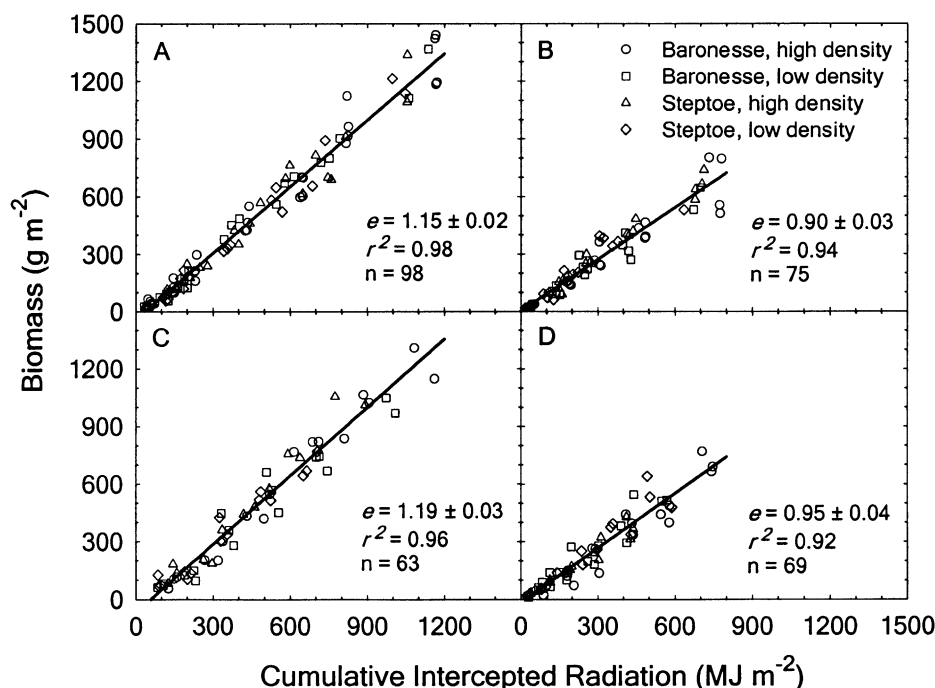 1500
1200
900
600
300
0
A
e = 1.15 ± 0.02
r² = 0.98
n = 98
B
Baronesse, high density
Baronesse, low density
Steptoe, high density
Steptoe, low density
e = 0.90 ± 0.03
r² = 0.94
n = 75
Biomass (g m⁻²)
1200
900
600
300
0
C
e = 1.19 ± 0.03
r² = 0.96
n = 63
D
e = 0.95 ± 0.04
r² = 0.92
n = 69
0 300 600 900 1200 0 300 600 900 1200 1500
Cumulative Intercepted Radiation (MJ m⁻²)